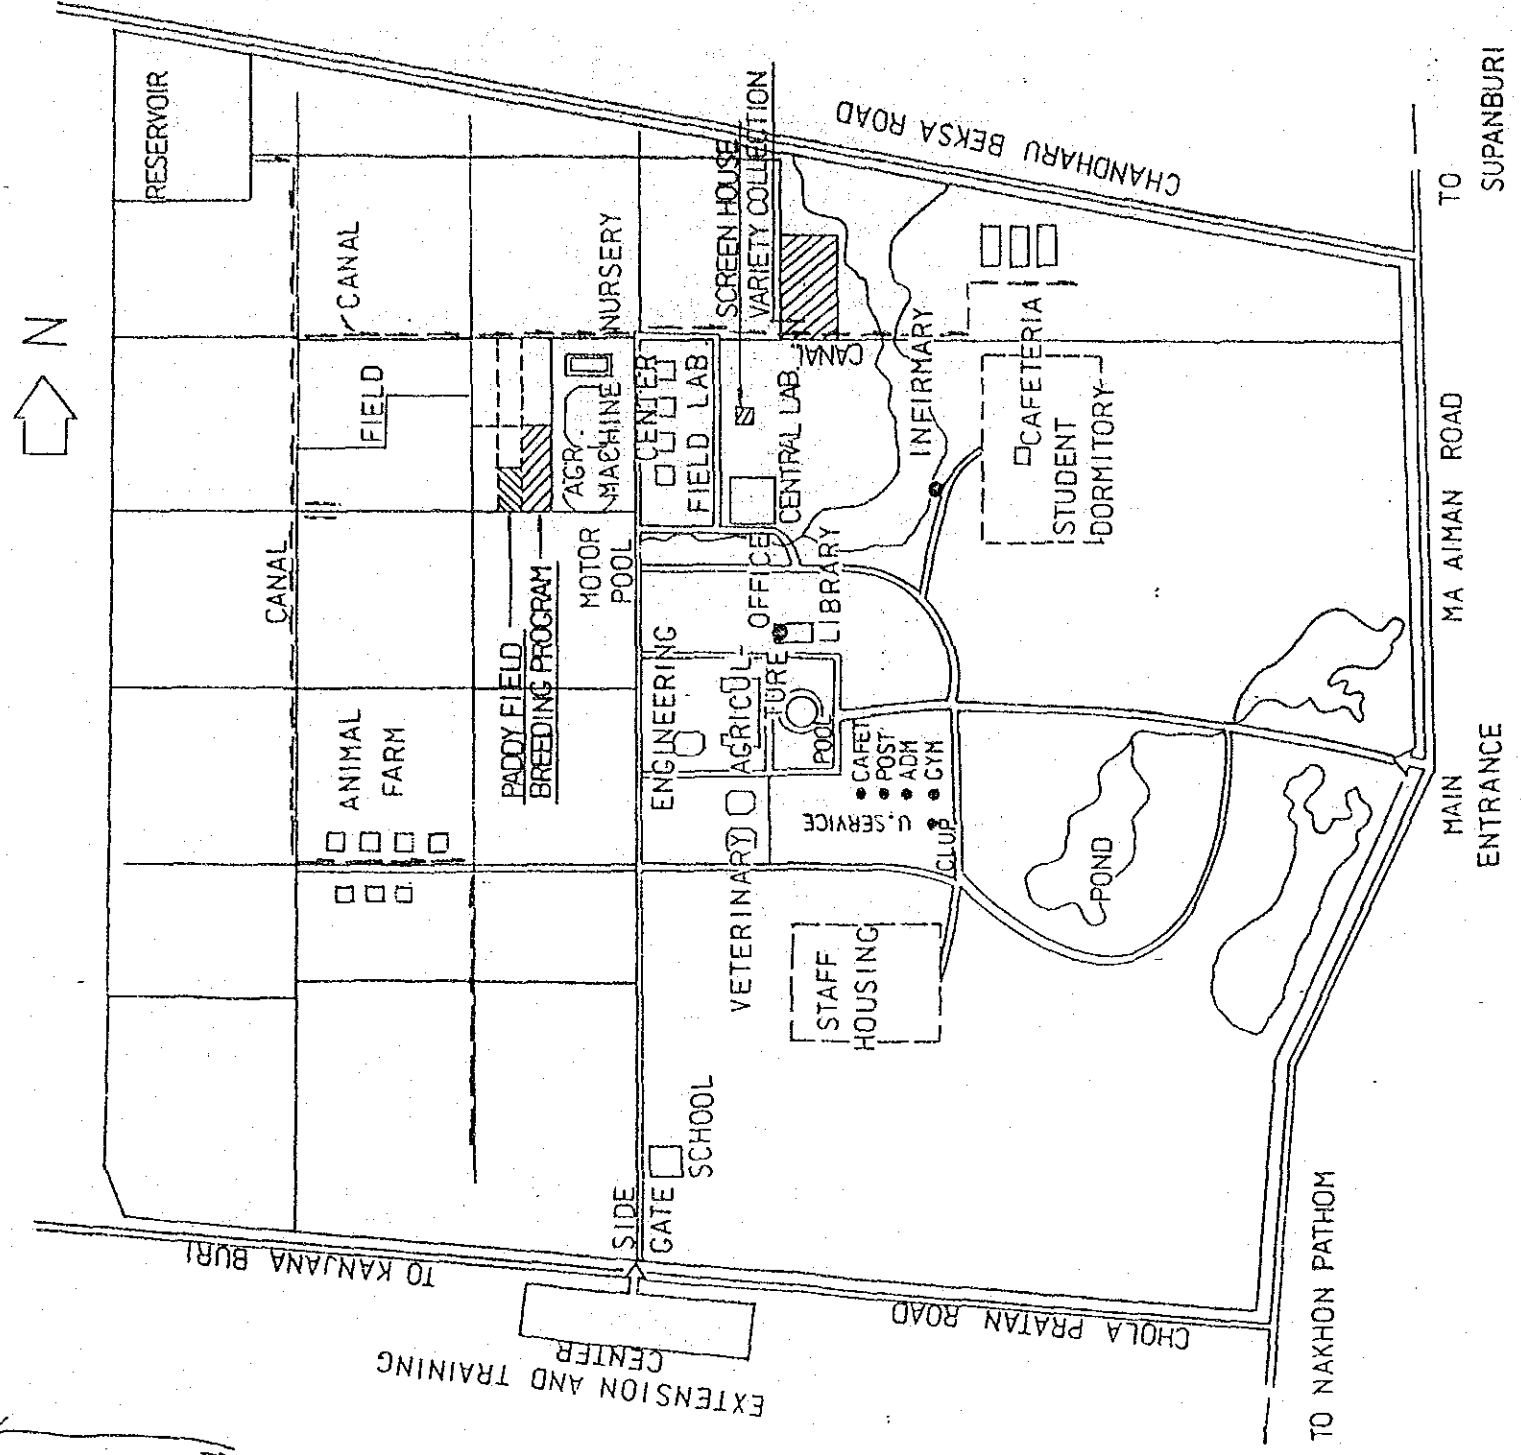 N
RESERVOIR
CANAL
FIELD
CANAL
ANIMAL
FARM
PADDY FIELD
BREEDING PROGRAM
NURSERY
AGR.
MACHINE
CENTER
MOTOR
POOL
FIELD LAB
SCREEN HOUSE
VARIETY COLLECTION
CANAL
CENTRAL LAB.
OFFICE
LIBRARY
ENGINEERING
AGRICUL-
TURE
POOL
VETERINARY
U.SERVICE
CAFET
POST
ADM
GYM
CLUP
INFIRMARY
CAFETERIA
STUDENT
DORMITORY
STAFF
HOUSING
POND
SCHOOL
SIDE
GATE
TO KANJANA BURI
CHOLA PRATAN ROAD
EXTENSION AND TRAINING
CENTER
CHANDHARU BEKSA ROAD
TO
SUPANBURI
MA AIMAN ROAD
MAIN
ENTRANCE
TO NAKHON PATHOM